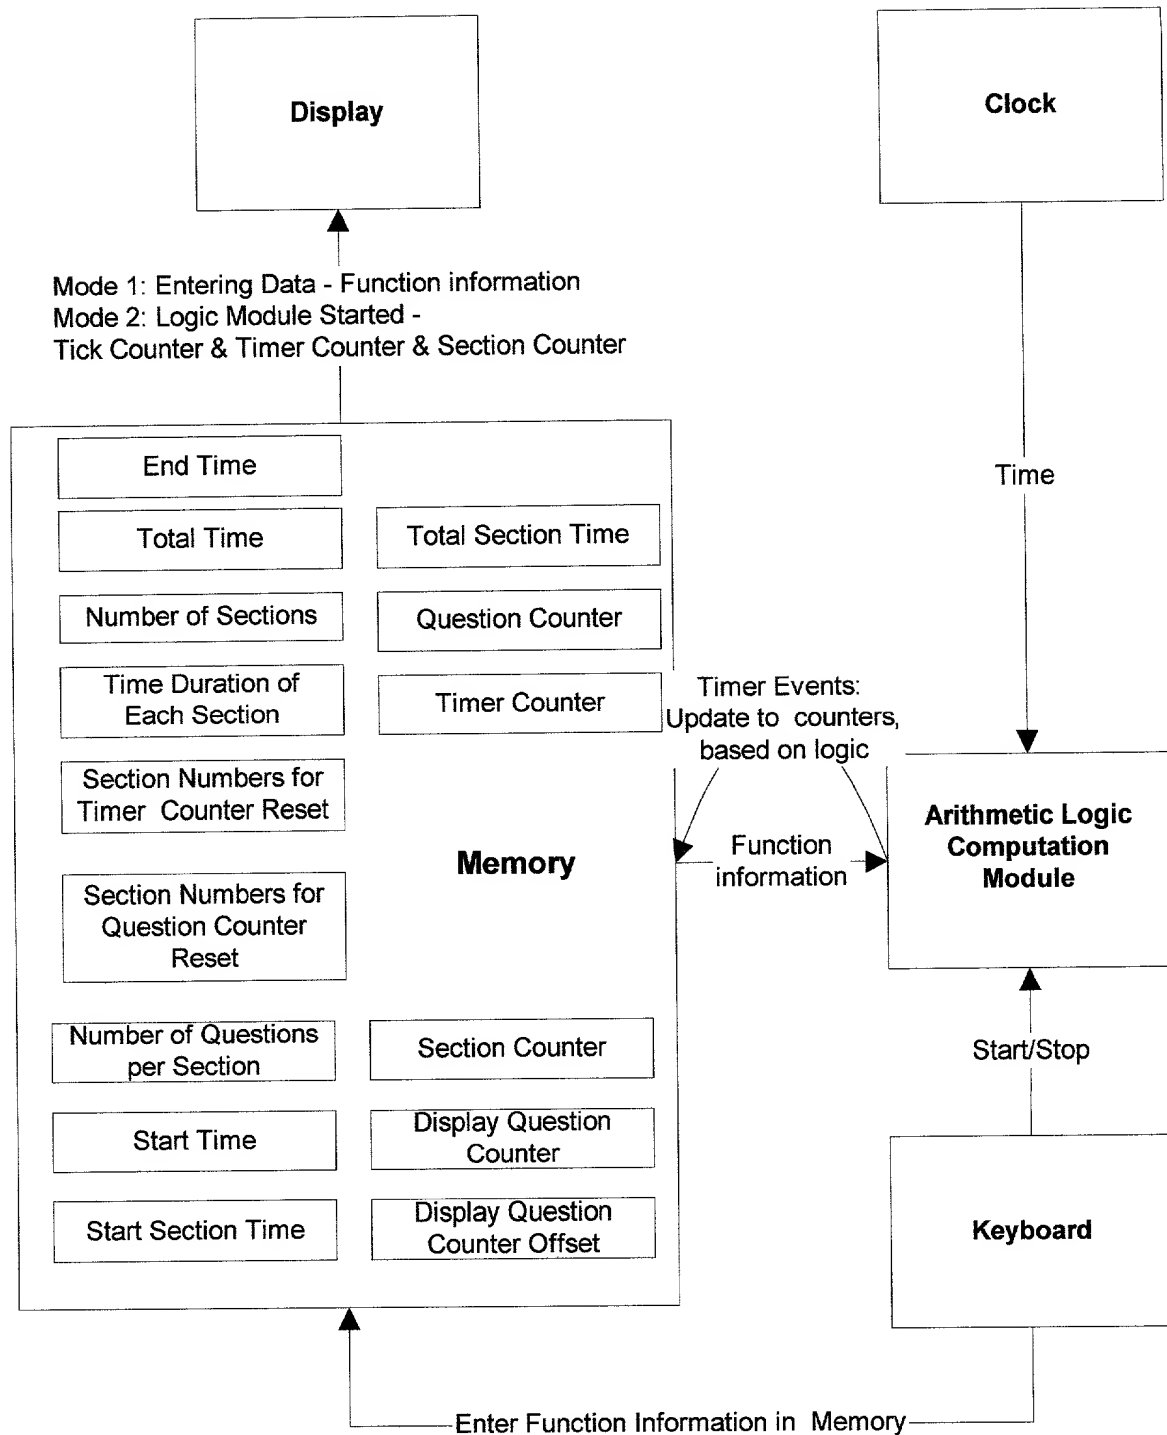 Display
Clock
Mode 1: Entering Data - Function information
Mode 2: Logic Module Started -
Tick Counter & Timer Counter & Section Counter
End Time
Total Time
Total Section Time
Time
Number of Sections
Question Counter
Time Duration of
Each Section
Timer Counter
Timer Events:
Update to counters,
based on logic
Section Numbers for
Timer Counter Reset
Memory
Function
information
Arithmetic Logic
Computation
Module
Section Numbers for
Question Counter
Reset
Number of Questions
per Section
Section Counter
Start/Stop
Start Time
Display Question
Counter
Start Section Time
Display Question
Counter Offset
Keyboard
Enter Function Information in Memory